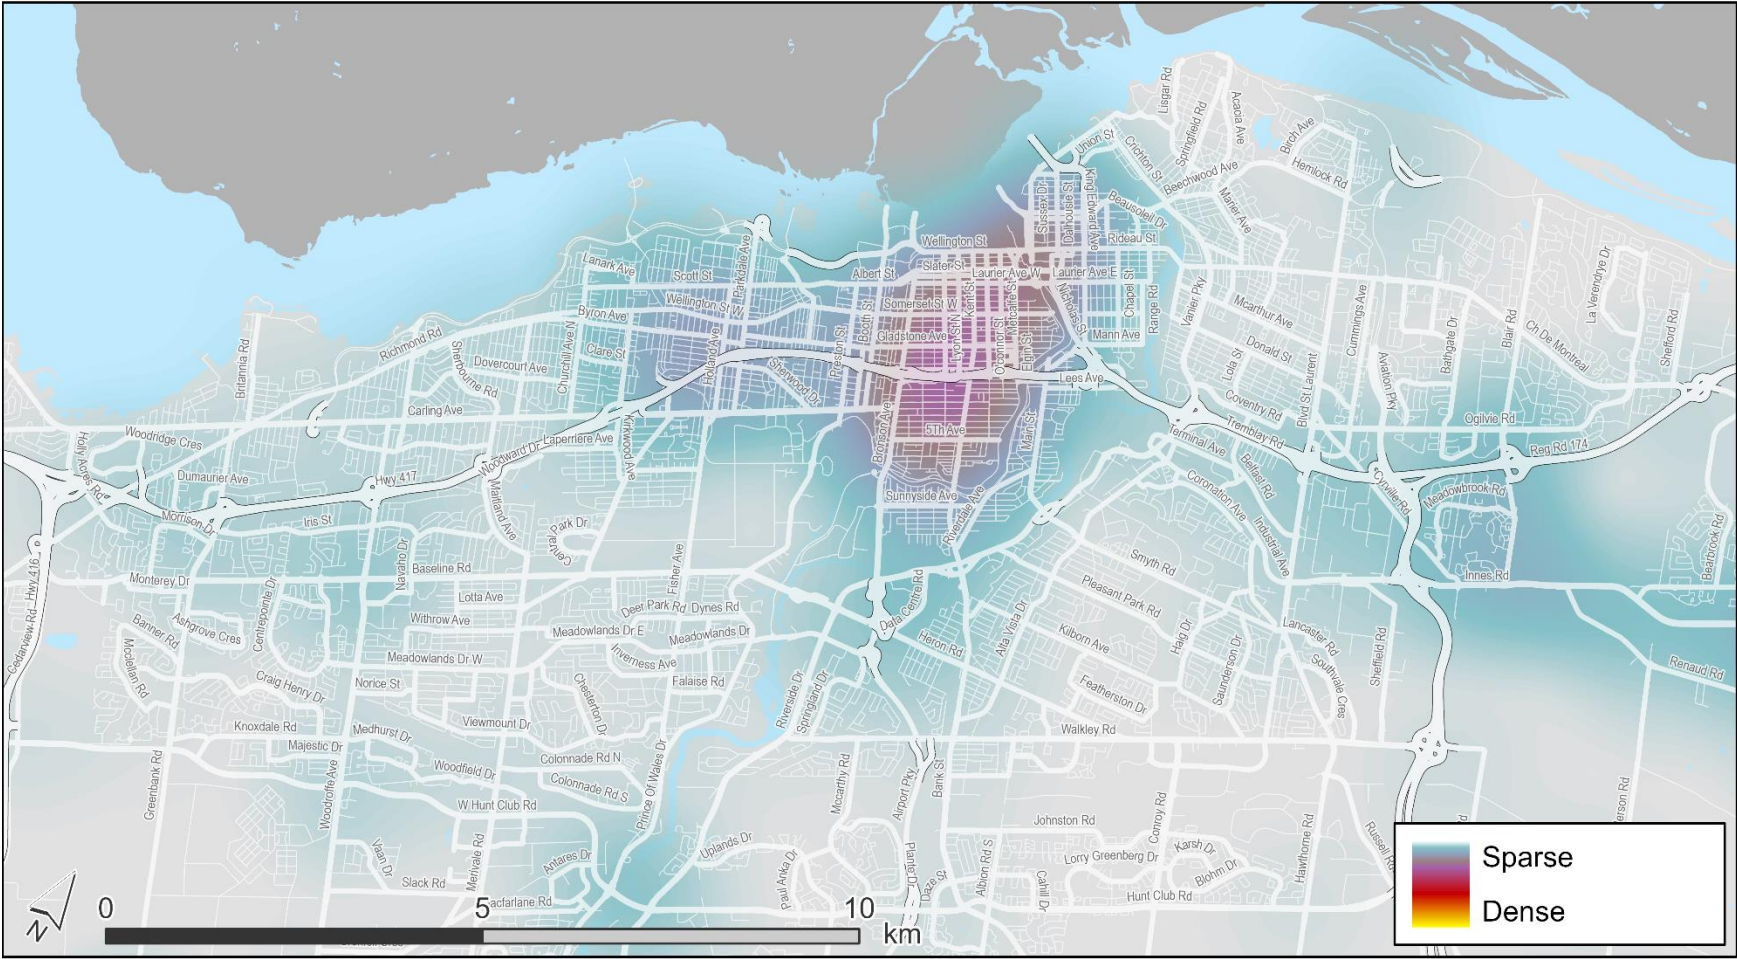 Lisgar Rd
Springfield Rd
Acacia Ave
Birch Ave
Hemlock Rd
Union St
Crichton St
Beechwood Ave
Marier Ave
King Edward Ave
Sussex Dr
Beausoleil Dr
Rideau St
Wellington St
Lanark Ave
Scott St
Parkdale Ave
Albert St
Slater St
Laurier Ave W
Laurier Ave E
Chapel St
Range Rd
Vanier Pky
La Verendrye Dr
Wellington St W
Byron Ave
Booth St
Somerset St W
Kent St
Metcalfe St
Nicholas St
Mcarthur Ave
Cummings Ave
Blair Rd
Ch De Montreal
Shefford Rd
Richmond Rd
Britannia Rd
Sherbourne Rd
Dovercourt Ave
Churchill Ave N
Clare St
Holland Ave
Sherwood Dr
Preston St
Gladstone Ave
Lyon St N
O'connor St
Elgin St
Mann Ave
Lees Ave
Donald St
Lola St
Blvd St Laurent
Aviation Pky
Bathgate Dr
Carling Ave
Woodridge Cres
Holly Acres Rd
Dumaurier Ave
Woodward Dr
Laperriere Ave
Kirkwood Ave
Bronson Ave
5Th Ave
Main St
Coventry Rd
Tremblay Rd
Terminal Ave
Ogilvie Rd
Reg Rd 174
Hwy 417
Maitland Ave
Sunnyside Ave
Riverdale Ave
Coronation Ave
Belfast Rd
Industrial Ave
Cyrville Rd
Meadowbrook Rd
Bearbrook Rd
Morrison Dr
Iris St
Central Park Dr
Navaho Dr
Baseline Rd
Fisher Ave
Smyth Rd
Pleasant Park Rd
Innes Rd
Cedarview Rd
Hwy 416
Monterey Dr
Centrepointe Dr
Lotta Ave
Withrow Ave
Deer Park Rd
Dynes Rd
Data Centre Rd
Heron Rd
Alta Vista Dr
Kilborn Ave
Haig Dr
Saunderson Dr
Lancaster Rd
Southvale Cres
Sheffield Rd
Renaud Rd
Banner Rd
Ashgrove Cres
Mcclellan Rd
Craig Henry Dr
Meadowlands Dr W
Meadowlands Dr E
Meadowlands Dr
Inverness Ave
Falaise Rd
Norice St
Chesterton Dr
Riverside Dr
Springland Dr
Featherston Dr
Walkley Rd
Knoxdale Rd
Majestic Dr
Medhurst Dr
Viewmount Dr
Woodfield Dr
Colonnade Rd N
Colonnade Rd S
Prince Of Wales Dr
Greenbank Rd
Woodroffe Ave
W Hunt Club Rd
Merivale Rd
Vaan Dr
Antares Dr
Slack Rd
acfarlane Rd
Uplands Dr
Paul Anka Dr
Mccarthy Rd
Airport Pky
Bank St
Plante Dr
Daze St
Albion Rd S
Johnston Rd
Cahill Dr
Lorry Greenberg Dr
Conroy Rd
Karsh Dr
Blohm Dr
Hunt Club Rd
Hawthorne Rd
Russell Rd
erson Rd
N
0 5 10
km
Sparse
Dense